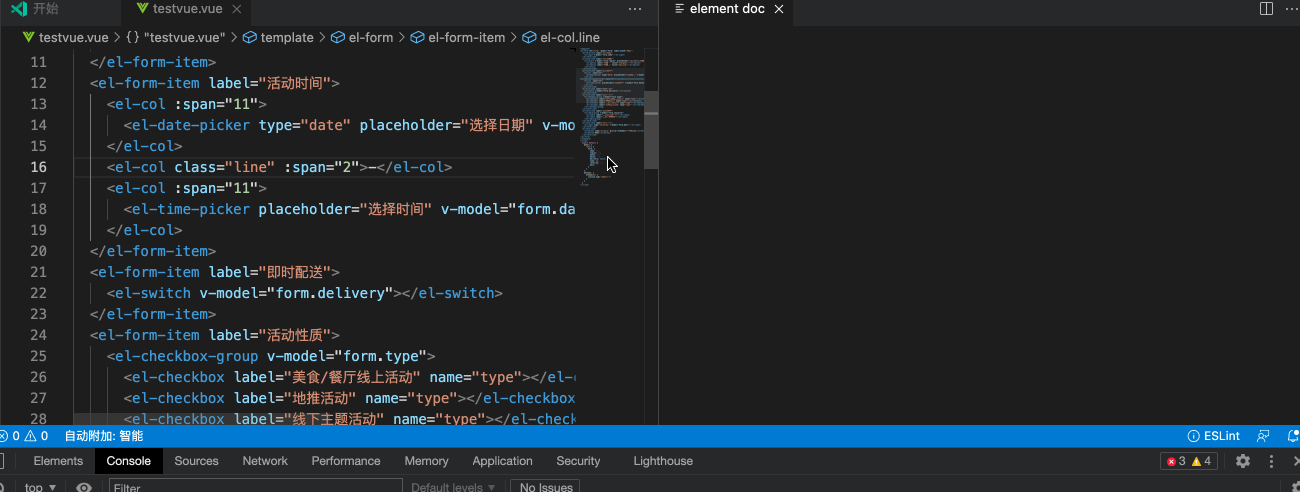 开始 testvue.vue × ··· element doc × ···
testvue.vue > {} "testvue.vue" > template > el-form > el-form-item > el-col.line
11 </el-form-item>
12 <el-form-item label="活动时间">
13 <el-col :span="11">
14 <el-date-picker type="date" placeholder="选择日期" v-mo
15 </el-col>
16 <el-col class="line" :span="2">-</el-col>
17 <el-col :span="11">
18 <el-time-picker placeholder="选择时间" v-model="form.da
19 </el-col>
20 </el-form-item>
21 <el-form-item label="即时配送">
22 <el-switch v-model="form.delivery"></el-switch>
23 </el-form-item>
24 <el-form-item label="活动性质">
25 <el-checkbox-group v-model="form.type">
26 <el-checkbox label="美食/餐厅线上活动" name="type"></el-c
27 <el-checkbox label="地推活动" name="type"></el-checkbox
28 <el-checkbox label="线下主题活动" name="type"></el-check
0 0 自动附加: 智能 ESLint
Elements Console Sources Network Performance Memory Application Security Lighthouse 3 4
top Filter Default levels No Issues